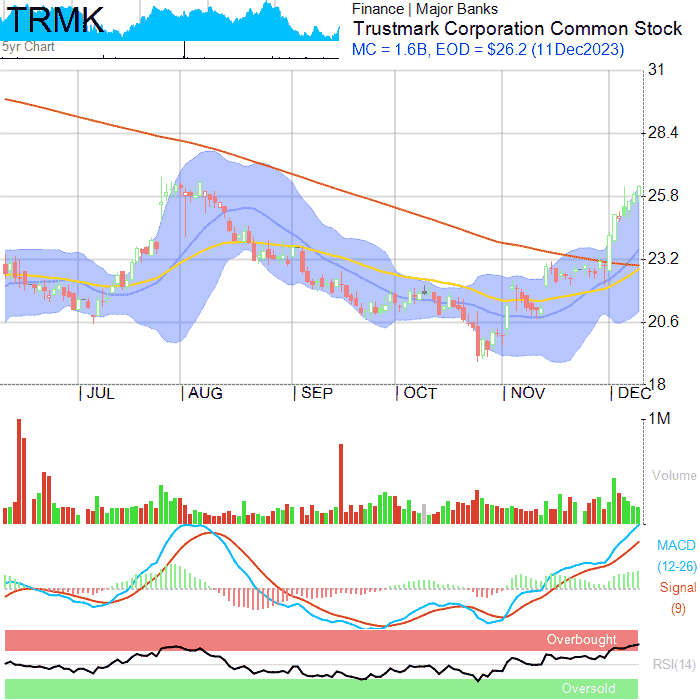 TRMK
5yr Chart
Finance | Major Banks
Trustmark Corporation Common Stock
MC = 1.6B, EOD = $26.2 (11Dec2023)
31
28.4
25.8
23.2
20.6
18
| JUL | AUG | SEP | OCT | NOV | DEC
1M
Volume
MACD
(12-26)
Signal
(9)
Overbought
RSI(14)
Oversold